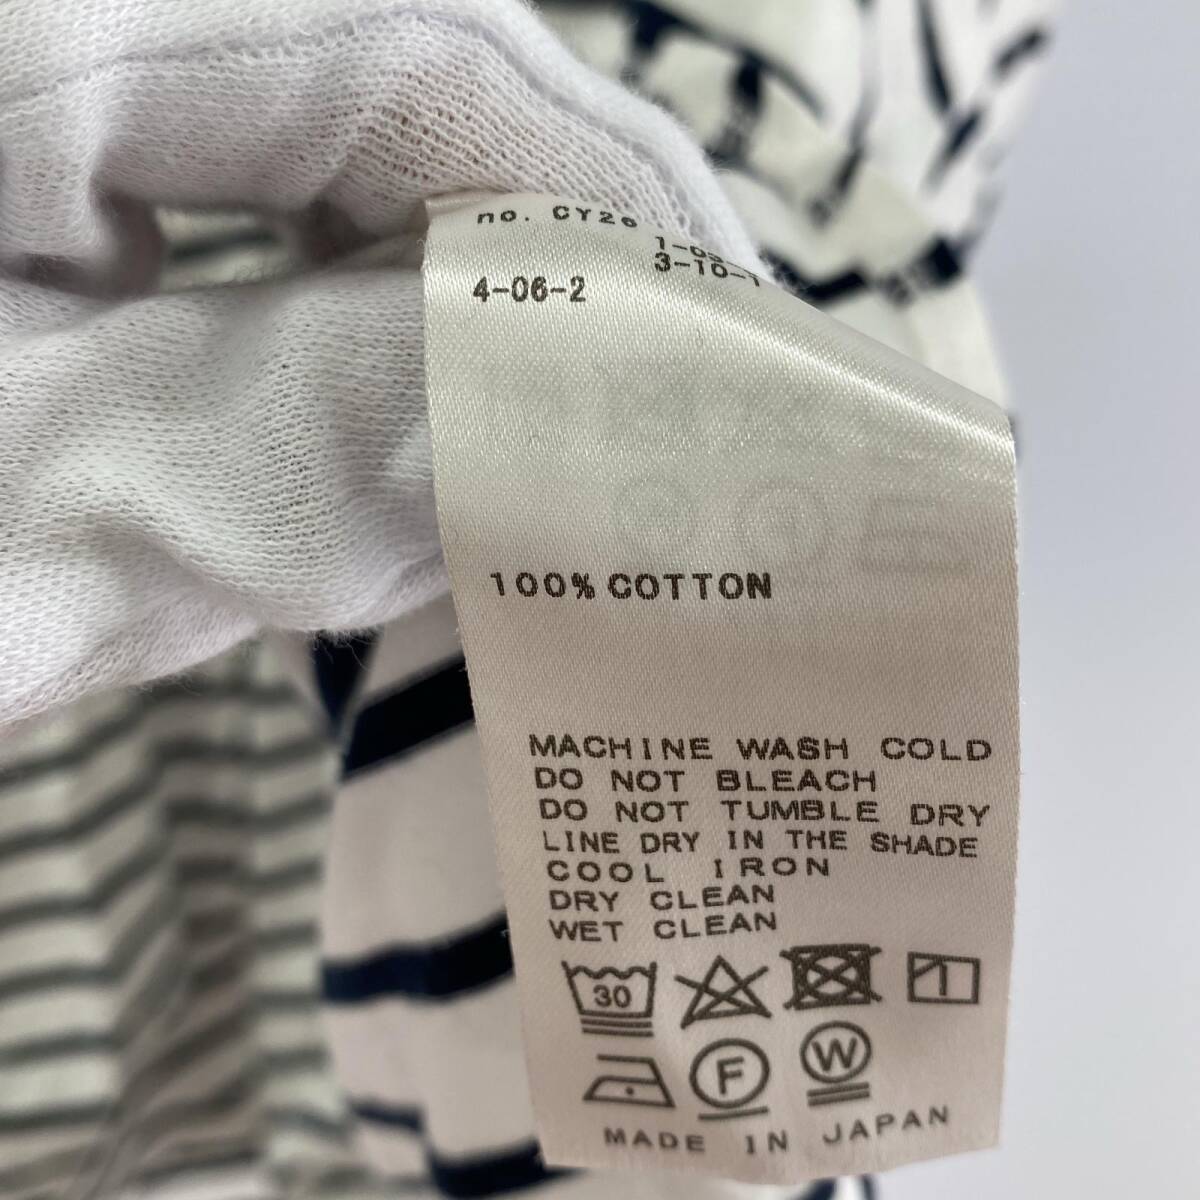 no.
4-06-2
100% COTTON
MACHINE WASH COLD
DO NOT BLEACH
DO NOT TUMBLE DRY
LINE DRY IN THE SHADE
COOL IRON
DRY CLEAN
WET CLEAN
30
F W
MADE IN JAPAN